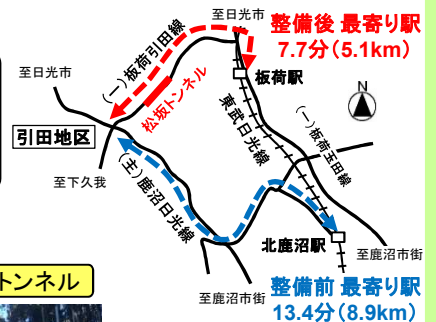 至日光市
整備後 最寄り駅
7.7分(5.1km)
至日光市
(一)板荷引田線
松坂トンネル
板荷駅
N
東武日光線
(一)板荷玉田線
引田地区
至下久我
(主)鹿沼日光線
北鹿沼駅
至鹿沼市街
至鹿沼市街
トンネル
整備前 最寄り駅
13.4分(8.9km)